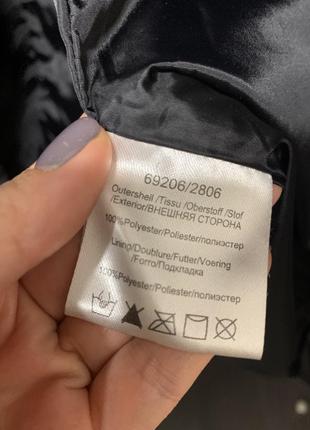 69206/2806
Outershell /Tissu /Oberstoff /Stof
/Exterior/ВНЕШНЯЯ СТОРОНА
100%Polyester/Poliester/полиэстер
Lining/Doublure/Futter/Voering
/Forro/Подкладка
100%Polyester/Poliester/полиэстер